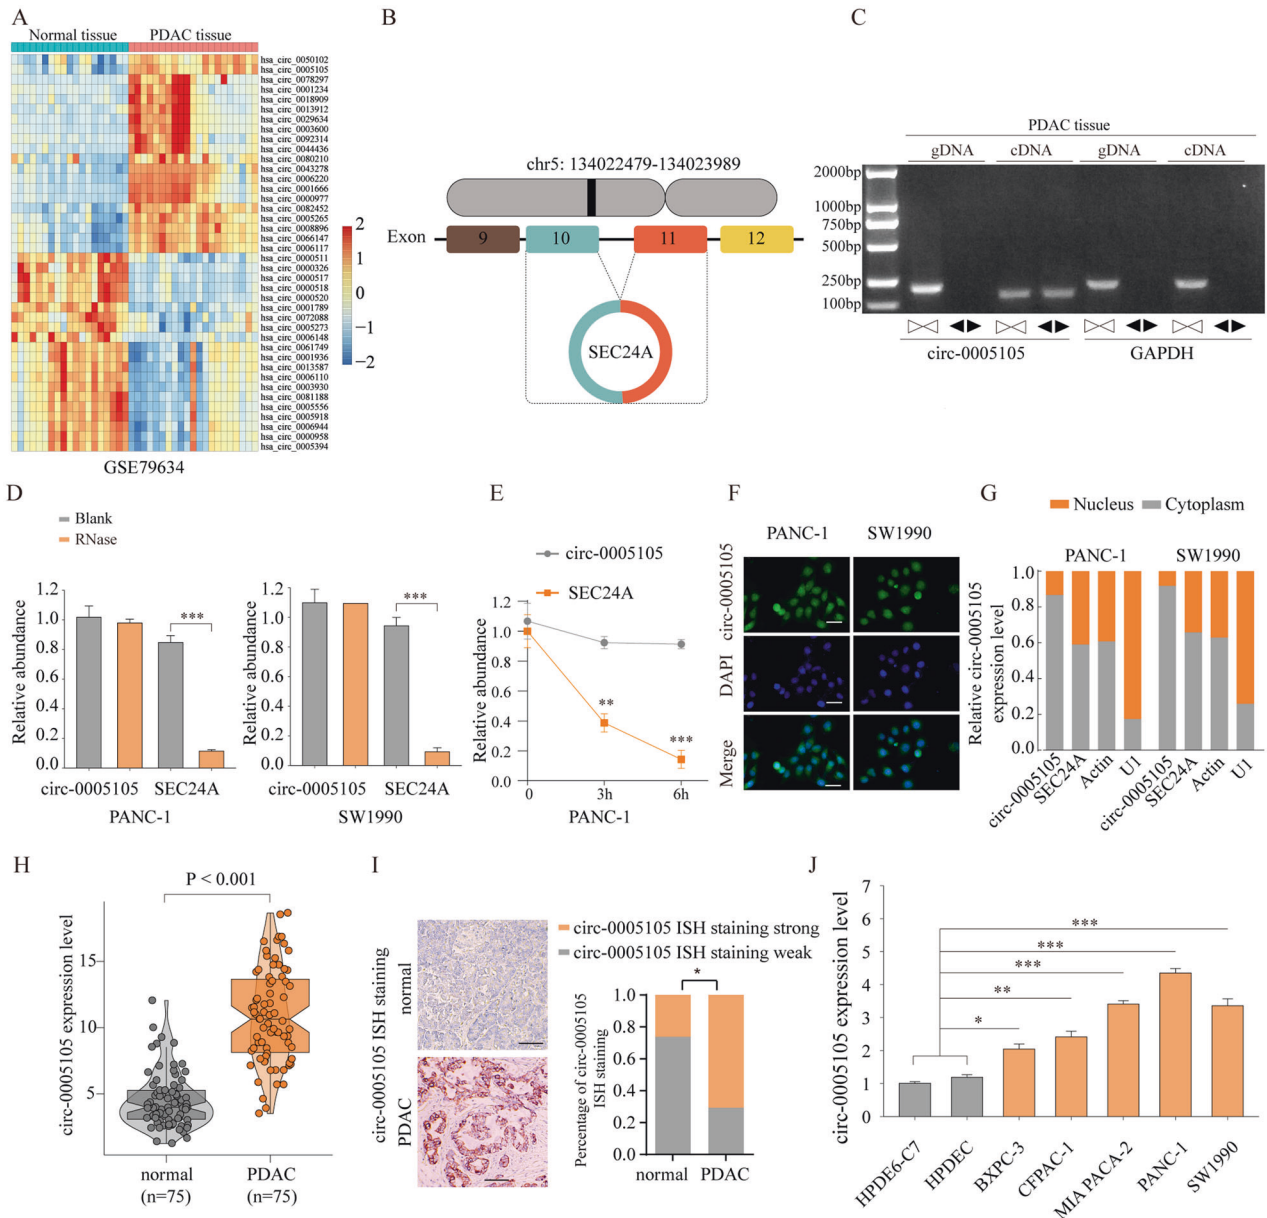 A
Normal tissue PDAC tissue
hsa_circ_0050102
hsa_circ_0005105
hsa_circ_0078297
hsa_circ_0001234
hsa_circ_0018909
hsa_circ_0013912
hsa_circ_0029634
hsa_circ_0003600
hsa_circ_0092314
hsa_circ_0044436
hsa_circ_0080210
hsa_circ_0043278
hsa_circ_0006220
hsa_circ_0001666
hsa_circ_0000977
hsa_circ_0082452
hsa_circ_0005265
hsa_circ_0008896
hsa_circ_0066147
hsa_circ_0006117
hsa_circ_0000511
hsa_circ_0000326
hsa_circ_0000517
hsa_circ_0000518
hsa_circ_0000520
hsa_circ_0001789
hsa_circ_0072088
hsa_circ_0005273
hsa_circ_0006148
hsa_circ_0061749
hsa_circ_0001936
hsa_circ_0013587
hsa_circ_0006110
hsa_circ_0003930
hsa_circ_0081188
hsa_circ_0005556
hsa_circ_0005918
hsa_circ_0006944
hsa_circ_0000958
hsa_circ_0005394
2
1
0
−1
−2
GSE79634
B
chr5: 134022479-134023989
Exon 9 10 11 12
SEC24A
C
PDAC tissue
gDNA cDNA gDNA cDNA
2000bp
1000bp
750bp
500bp
250bp
100bp
circ-0005105 GAPDH
D
Blank
RNase
Relative abundance
1.2
1.0
0.8
0.6
0.4
0.2
0.0
***
circ-0005105 SEC24A
PANC-1
Relative abundance
1.2
1.0
0.8
0.6
0.4
0.2
0.0
***
circ-0005105 SEC24A
SW1990
E
circ-0005105
SEC24A
Relative abundance
1.2
1.0
0.8
0.6
0.4
0.2
0.0
**
***
0 3h 6h
PANC-1
F
PANC-1 SW1990
circ-0005105
DAPI
Merge
G
Nucleus Cytoplasm
PANC-1 SW1990
Relative circ-0005105
expression level
1.0
0.8
0.6
0.4
0.2
0.0
circ-0005105 SEC24A Actin U1 circ-0005105 SEC24A Actin U1
H
P < 0.001
circ-0005105 expression level
15
10
5
normal PDAC
(n=75) (n=75)
I
circ-0005105 ISH staining
normal
PDAC
circ-0005105 ISH staining strong
circ-0005105 ISH staining weak
*
Percentage of circ-0005105
ISH staining
1.0
0.8
0.6
0.4
0.2
0.0
normal PDAC
J
circ-0005105 expression level
7
6
5
4
3
2
1
0
***
***
***
**
*
HPDE6-C7 HPDEC BXPC-3 CFPAC-1 MIA PACA-2 PANC-1 SW1990